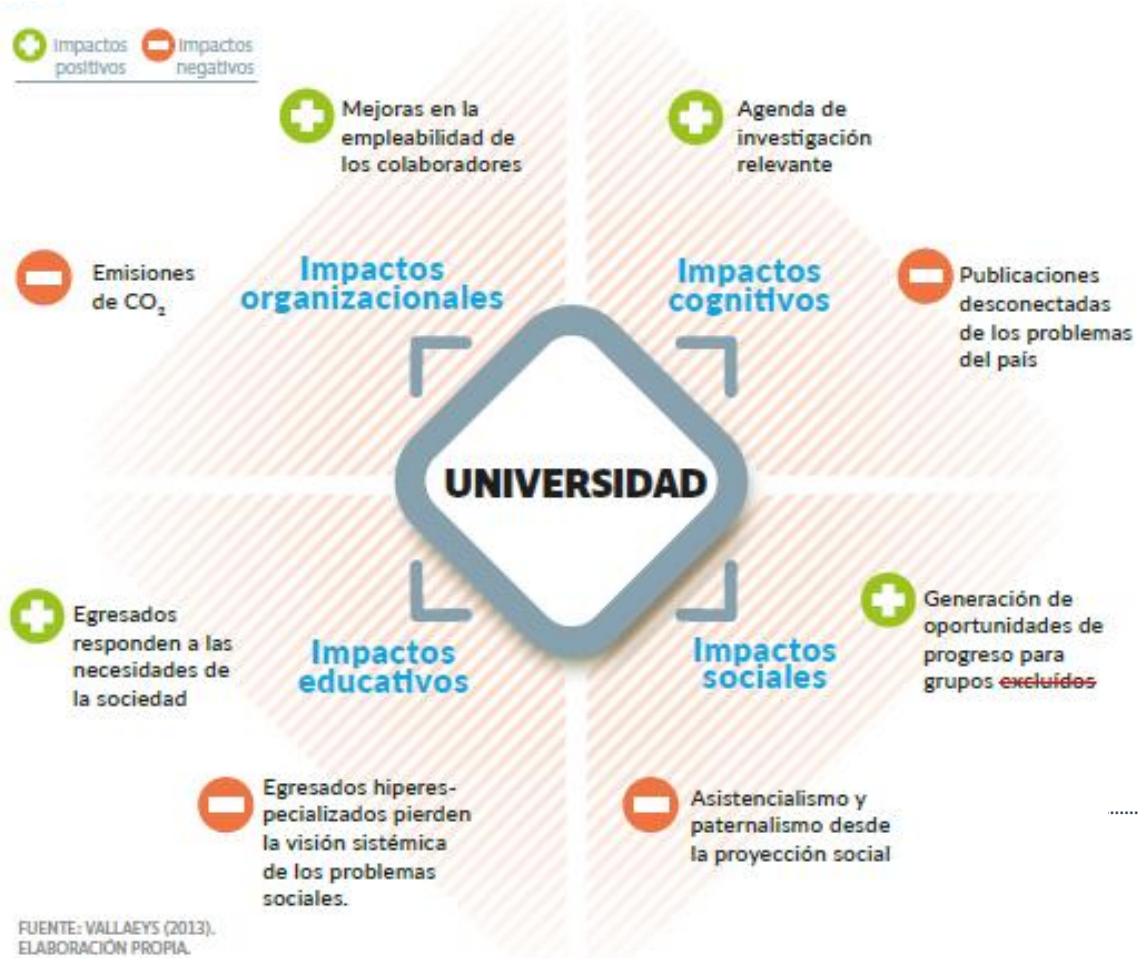 Impactos
positivos
Impactos
negativos
Mejoras en la
empleabilidad de
los colaboradores
Agenda de
investigación
relevante
Emisiones
de CO₂
Impactos
organizacionales
Impactos
cognitivos
Publicaciones
desconectadas
de los problemas
del país
UNIVERSIDAD
Egresados
responden a las
necesidades de
la sociedad
Impactos
educativos
Impactos
sociales
Generación de
oportunidades de
progreso para
grupos excluídos
Egresados hiperes-
pecializados pierden
la visión sistémica
de los problemas
sociales.
Asistencialismo y
paternalismo desde
la proyección social
FUENTE: VALLAEYS (2013).
ELABORACIÓN PROPIA.